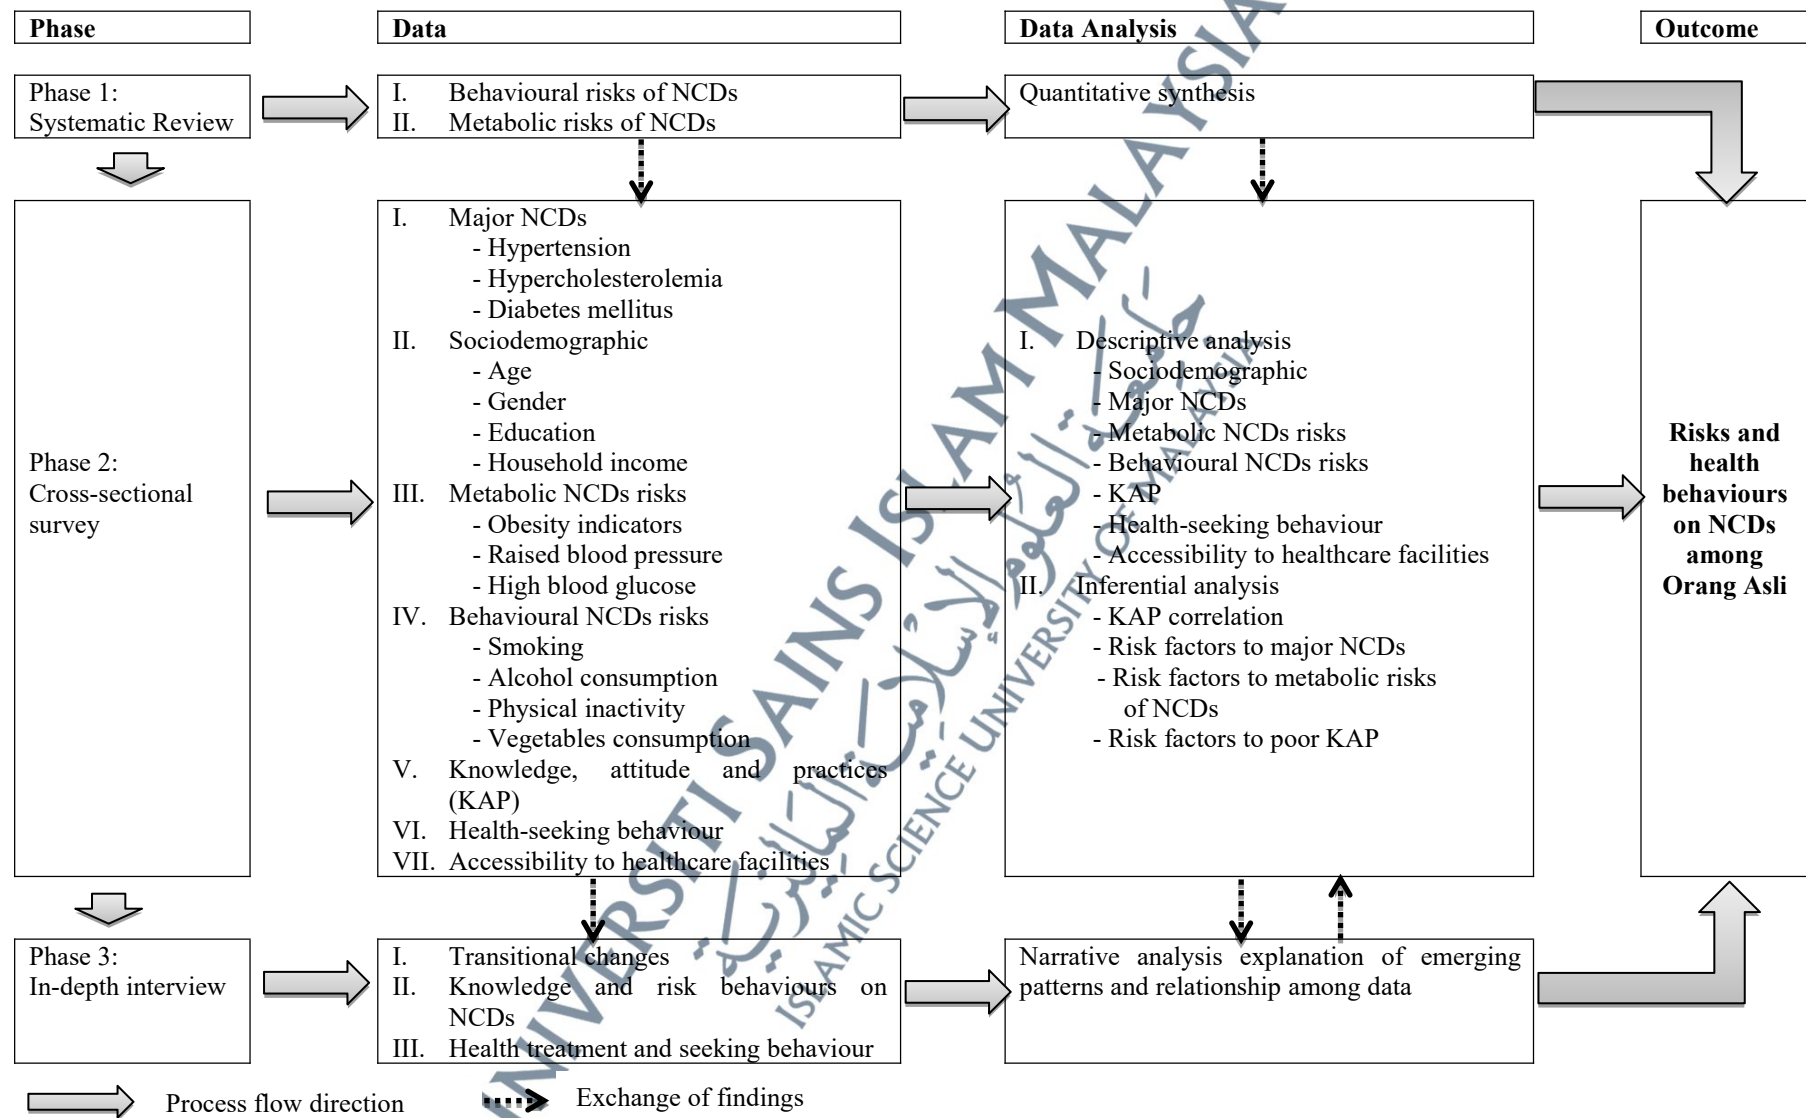 Phase
Data
Data Analysis
Outcome
Phase 1:
Systematic Review
I. Behavioural risks of NCDs
II. Metabolic risks of NCDs
Quantitative synthesis
Phase 2:
Cross-sectional
survey
I. Major NCDs
- Hypertension
- Hypercholesterolemia
- Diabetes mellitus
II. Sociodemographic
- Age
- Gender
- Education
- Household income
III. Metabolic NCDs risks
- Obesity indicators
- Raised blood pressure
- High blood glucose
IV. Behavioural NCDs risks
- Smoking
- Alcohol consumption
- Physical inactivity
- Vegetables consumption
V. Knowledge, attitude and practices
(KAP)
VI. Health-seeking behaviour
VII. Accessibility to healthcare facilities
I. Descriptive analysis
- Sociodemographic
- Major NCDs
- Metabolic NCDs risks
- Behavioural NCDs risks
- KAP
- Health-seeking behaviour
- Accessibility to healthcare facilities
II. Inferential analysis
- KAP correlation
- Risk factors to major NCDs
- Risk factors to metabolic risks
of NCDs
- Risk factors to poor KAP
Risks and
health
behaviours
on NCDs
among
Orang Asli
Phase 3:
In-depth interview
I. Transitional changes
II. Knowledge and risk behaviours on
NCDs
III. Health treatment and seeking behaviour
Narrative analysis explanation of emerging
patterns and relationship among data
Process flow direction
Exchange of findings
UNIVERSITI SAINS ISLAM MALAYSIA
جامعة العلوم الإسلامية الماليزية
ISLAMIC SCIENCE UNIVERSITY OF MALAYSIA